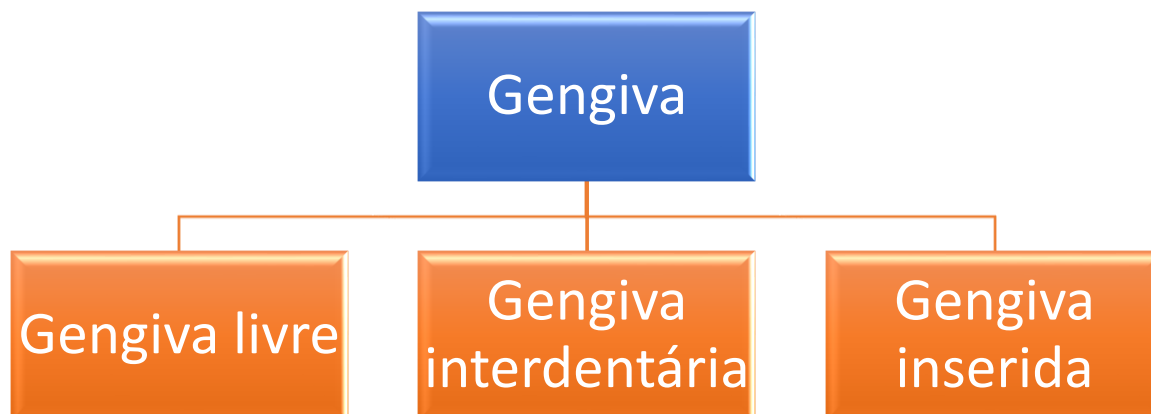 Gengiva
Gengiva livre
Gengiva
interdentária
Gengiva
inserida